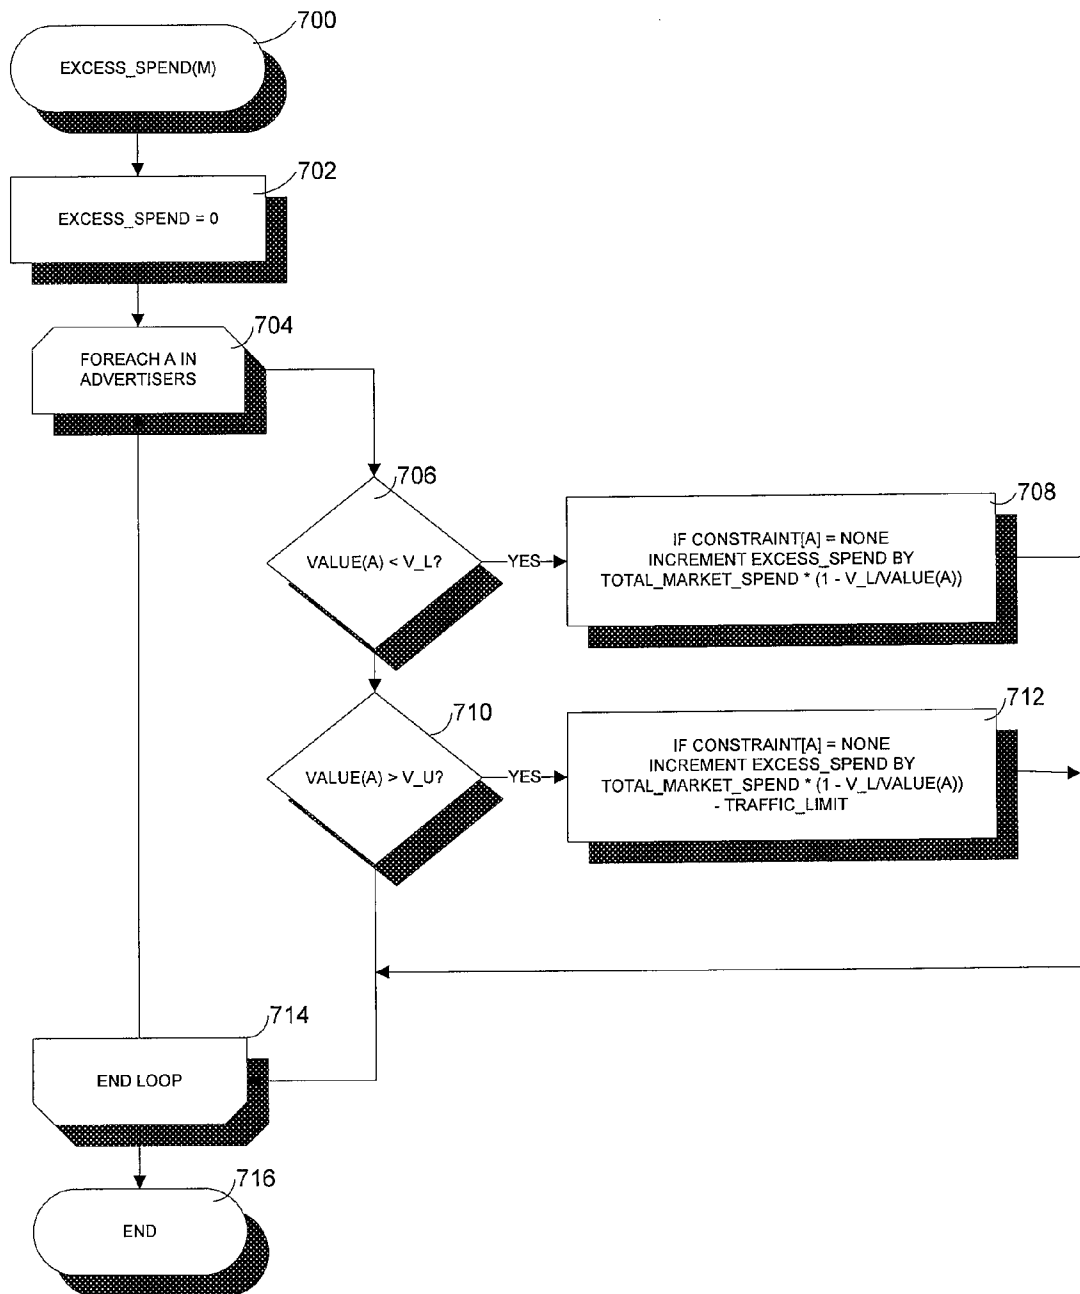 700
EXCESS_SPEND(M)
702
EXCESS_SPEND = 0
704
FOREACH A IN
ADVERTISERS
706
VALUE(A) < V_L?
YES
708
IF CONSTRAINT[A] = NONE
INCREMENT EXCESS_SPEND BY
TOTAL_MARKET_SPEND * (1 - V_L/VALUE(A))
710
VALUE(A) > V_U?
YES
712
IF CONSTRAINT[A] = NONE
INCREMENT EXCESS_SPEND BY
TOTAL_MARKET_SPEND * (1 - V_L/VALUE(A))
- TRAFFIC_LIMIT
714
END LOOP
716
END